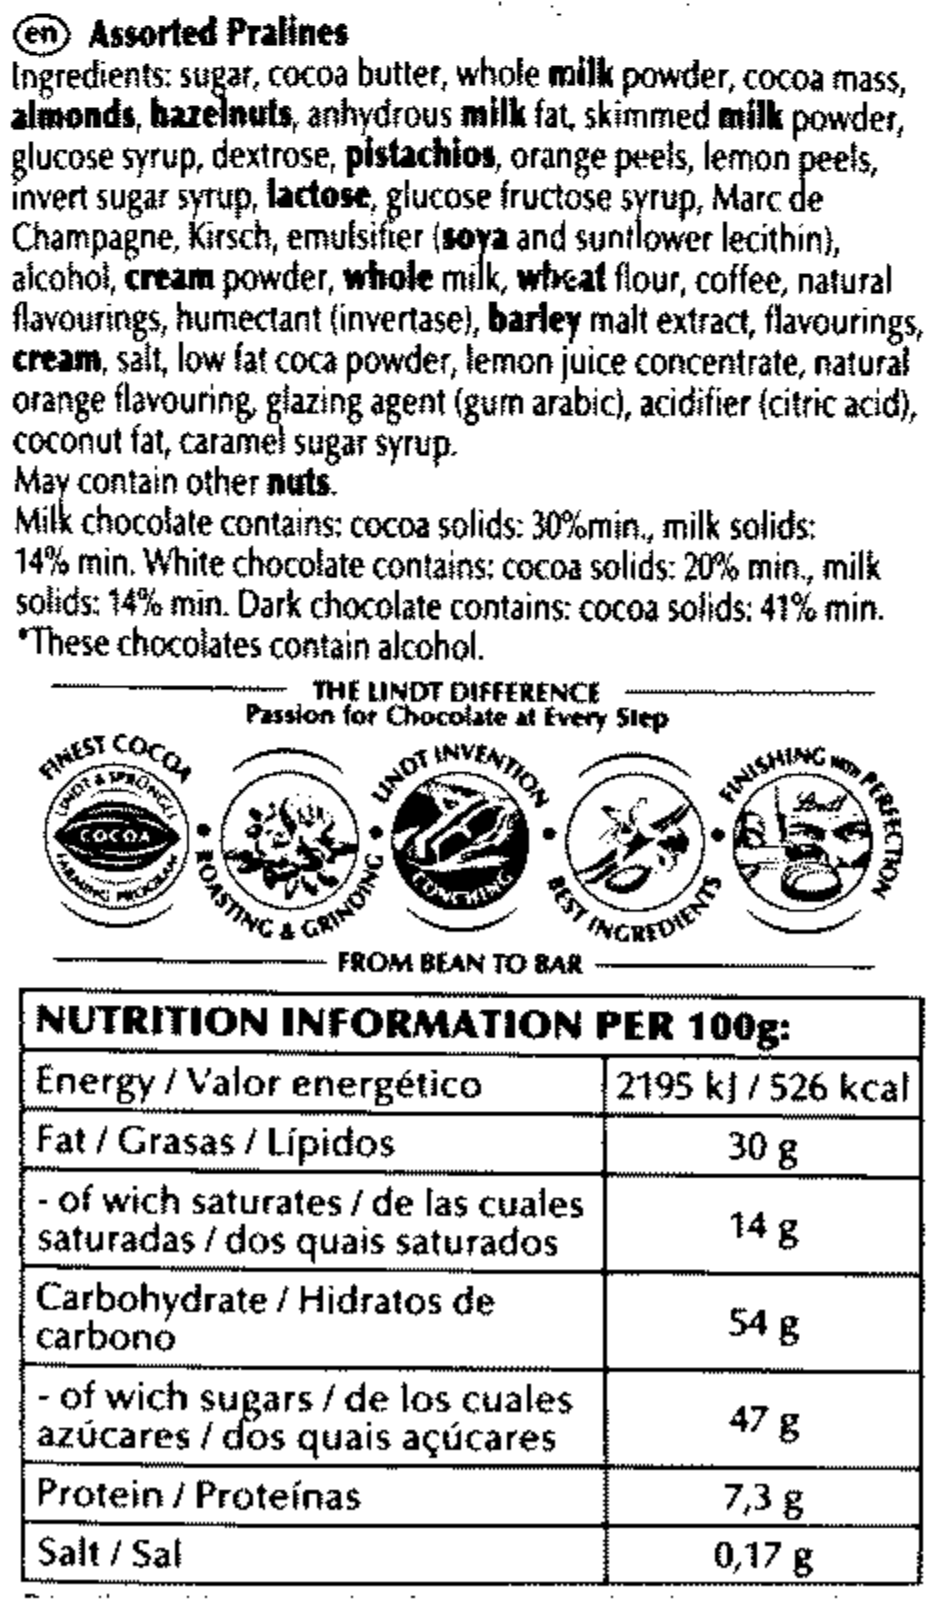 en Assorted Pralines
Ingredients: sugar, cocoa butter, whole milk powder, cocoa mass,
almonds, hazelnuts, anhydrous milk fat, skimmed milk powder,
glucose syrup, dextrose, pistachios, orange peels, lemon peels,
invert sugar syrup, lactose, glucose fructose syrup, Marc de
Champagne, Kirsch, emulsifier (soya and sunflower lecithin),
alcohol, cream powder, whole milk, wheat flour, coffee, natural
flavourings, humectant (invertase), barley malt extract, flavourings,
cream, salt, low fat coca powder, lemon juice concentrate, natural
orange flavouring, glazing agent (gum arabic), acidifier (citric acid),
coconut fat, caramel sugar syrup.
May contain other nuts.
Milk chocolate contains: cocoa solids: 30%min., milk solids:
14% min. White chocolate contains: cocoa solids: 20% min., milk
solids: 14% min. Dark chocolate contains: cocoa solids: 41% min.
*These chocolates contain alcohol.
THE LINDT DIFFERENCE
Passion for Chocolate at Every Step
FINEST COCOA
LINDT & SPRÜNGLI
COCOA
FARMING PROGRAM
ROASTING & GRINDING
LINDT INVENTION
CONCHING
BEST INGREDIENTS
FINISHING WITH PERFECTION
Lindt
FROM BEAN TO BAR
NUTRITION INFORMATION PER 100g:
Energy / Valor energético 2195 kJ / 526 kcal
Fat / Grasas / Lípidos 30 g
- of wich saturates / de las cuales
saturadas / dos quais saturados 14 g
Carbohydrate / Hidratos de
carbono 54 g
- of wich sugars / de los cuales
azúcares / dos quais açúcares 47 g
Protein / Proteínas 7,3 g
Salt / Sal 0,17 g